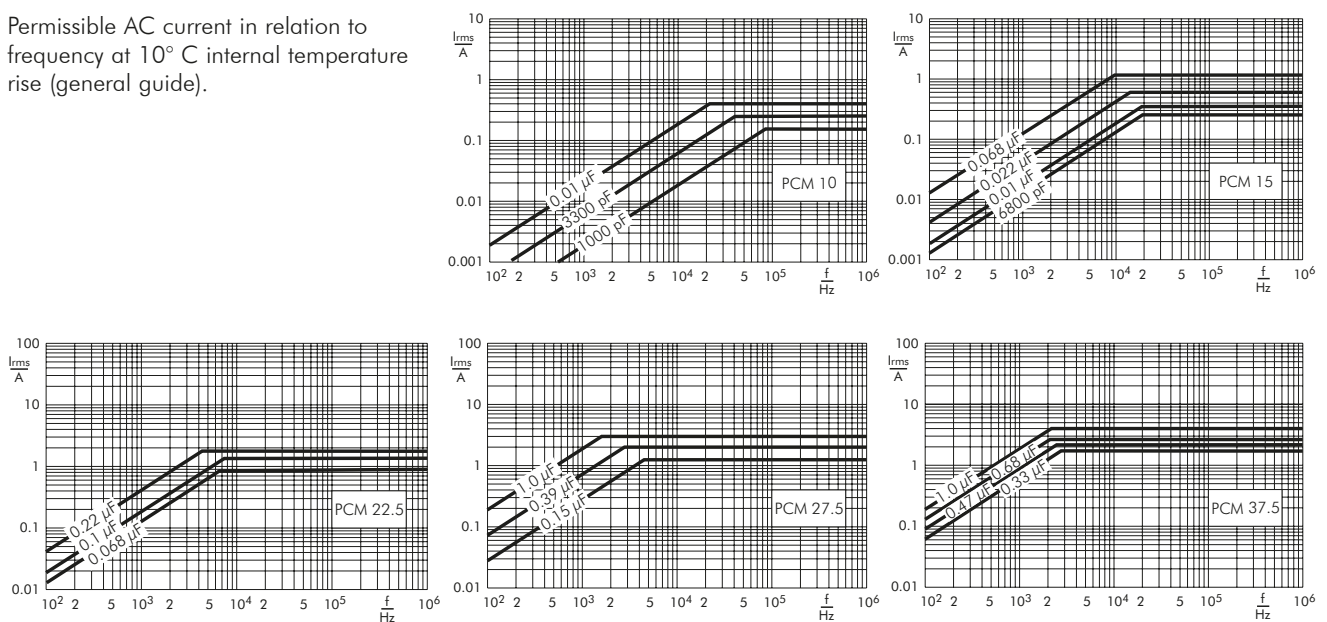 Permissible AC current in relation to
frequency at 10° C internal temperature
rise (general guide).
10
Irms
A
1
0.1
0.01
0.001
0.01 µF
3300 pF
1000 pF
PCM 10
10² 2 5 10³ 2 5 10⁴ 2 5 10⁵ f 10⁶
Hz
10
Irms
A
1
0.1
0.01
0.001
0.068 µF
0.022 µF
0.01 µF
6800 pF
PCM 15
10² 2 5 10³ 2 5 10⁴ 2 5 10⁵ f 10⁶
Hz
100
Irms
A
10
1
0.1
0.01
0.22 µF
0.1 µF
0.068 µF
PCM 22.5
10² 2 5 10³ 2 5 10⁴ 2 5 10⁵ f 10⁶
Hz
100
Irms
A
10
1
0.1
0.01
1.0 µF
0.39 µF
0.15 µF
PCM 27.5
10² 2 5 10³ 2 5 10⁴ 2 5 10⁵ f 10⁶
Hz
100
Irms
A
10
1
0.1
0.01
1.0 µF
0.68 µF
0.47 µF
0.33 µF
PCM 37.5
10² 2 5 10³ 2 5 10⁴ 2 5 10⁵ f 10⁶
Hz